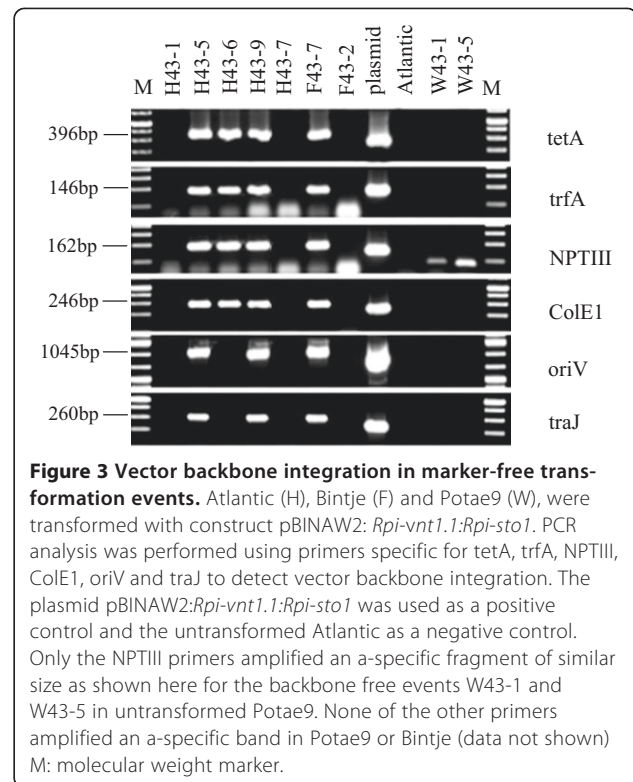 M H43-1 H43-5 H43-6 H43-9 H43-7 F43-7 F43-2 plasmid Atlantic W43-1 W43-5 M
396bp tetA
146bp trfA
162bp NPTIII
246bp ColE1
1045bp oriV
260bp traJ
Figure 3 Vector backbone integration in marker-free trans-
formation events. Atlantic (H), Bintje (F) and Potae9 (W), were
transformed with construct pBINAW2: Rpi-vnt1.1:Rpi-sto1. PCR
analysis was performed using primers specific for tetA, trfA, NPTIII,
ColE1, oriV and traJ to detect vector backbone integration. The
plasmid pBINAW2:Rpi-vnt1.1:Rpi-sto1 was used as a positive
control and the untransformed Atlantic as a negative control.
Only the NPTIII primers amplified an a-specific fragment of similar
size as shown here for the backbone free events W43-1 and
W43-5 in untransformed Potae9. None of the other primers
amplified an a-specific band in Potae9 or Bintje (data not shown)
M: molecular weight marker.